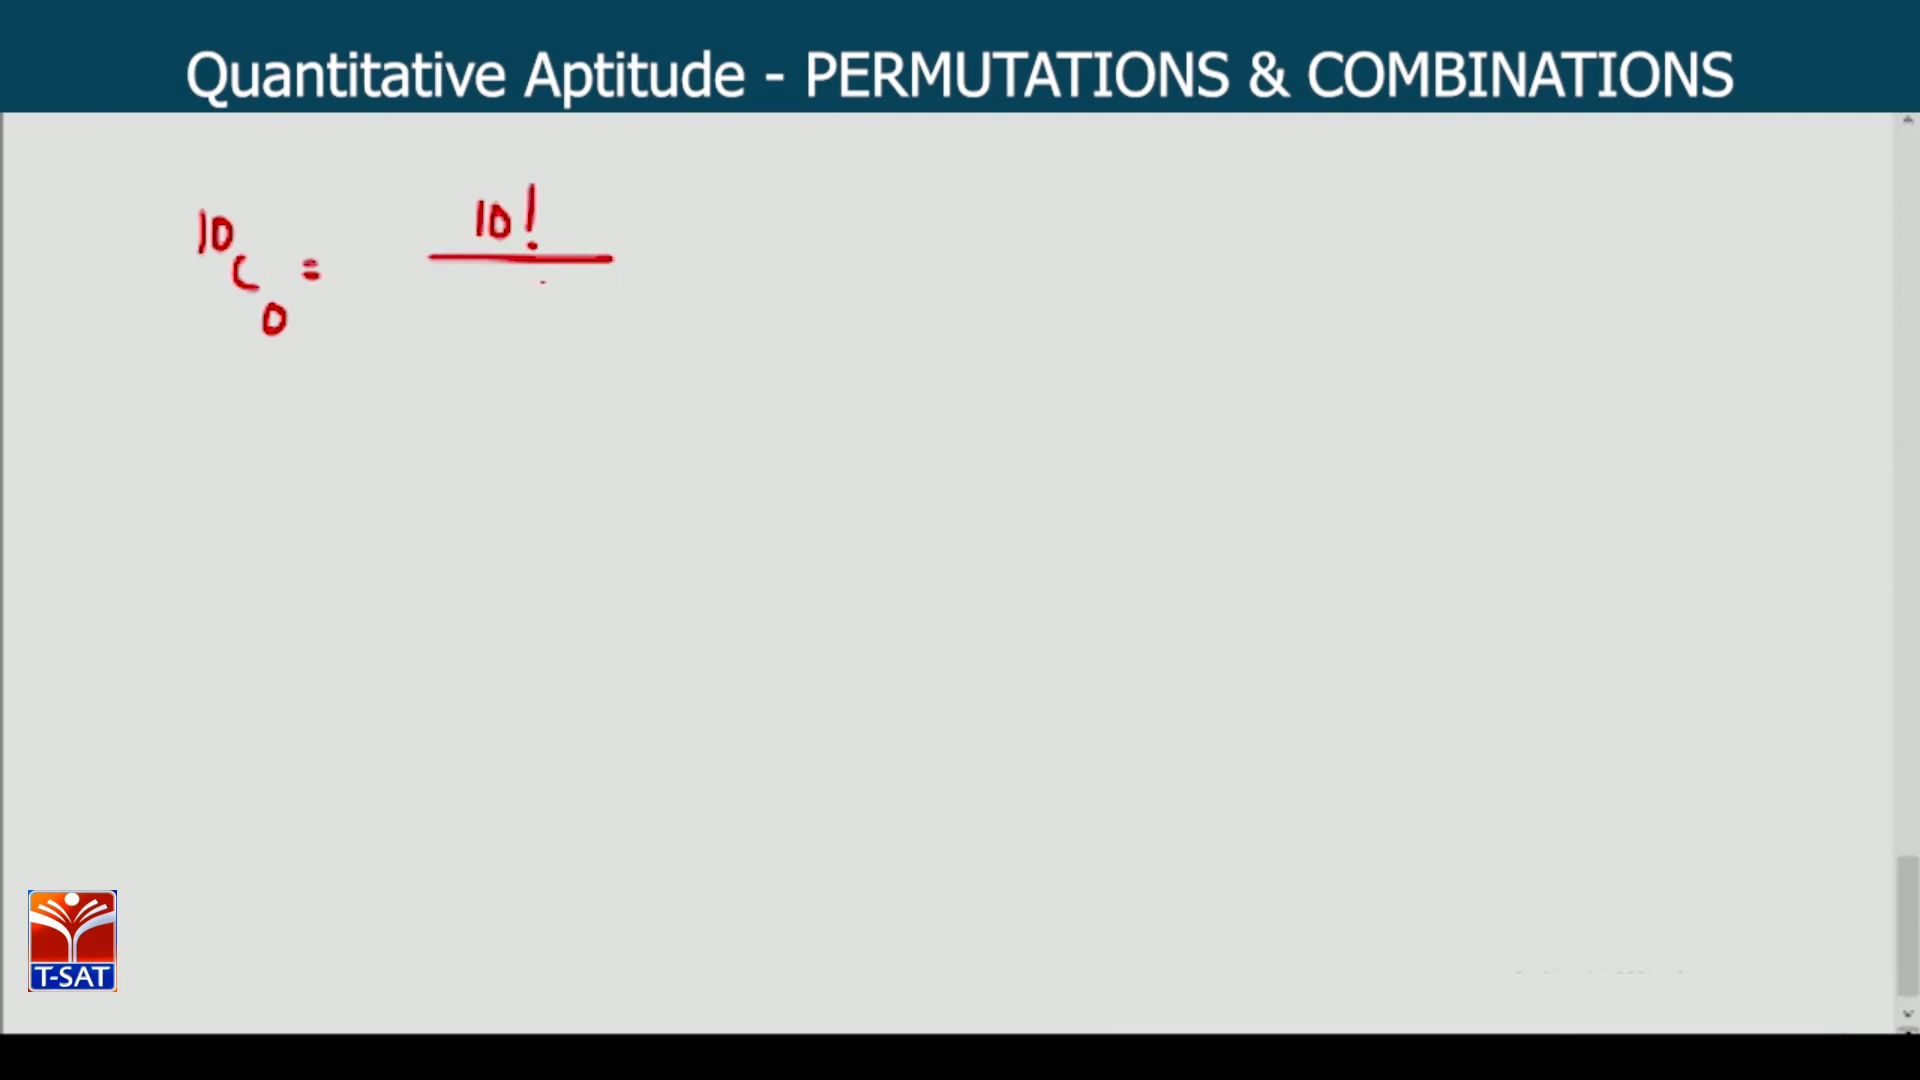 Quantitative Aptitude - PERMUTATIONS & COMBINATIONS
10C0 = 10!
T-SAT